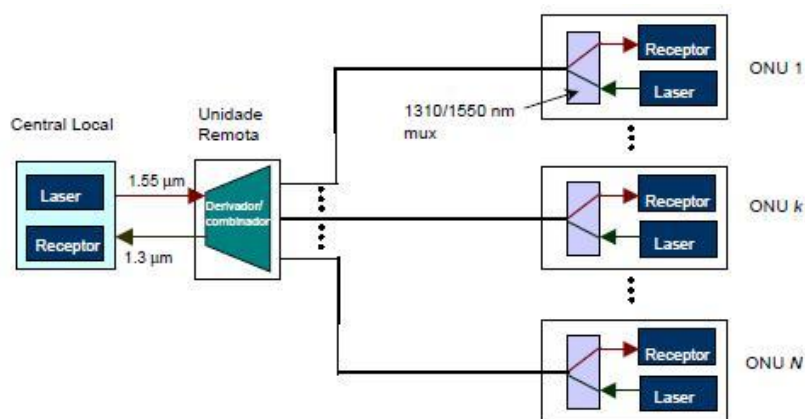 Central Local
Laser
Receptor
1.55 µm
1.3 µm
Unidade
Remota
Derivador/
combinador
1310/1550 nm
mux
Receptor
Laser
ONU 1
Receptor
Laser
ONU k
Receptor
Laser
ONU N